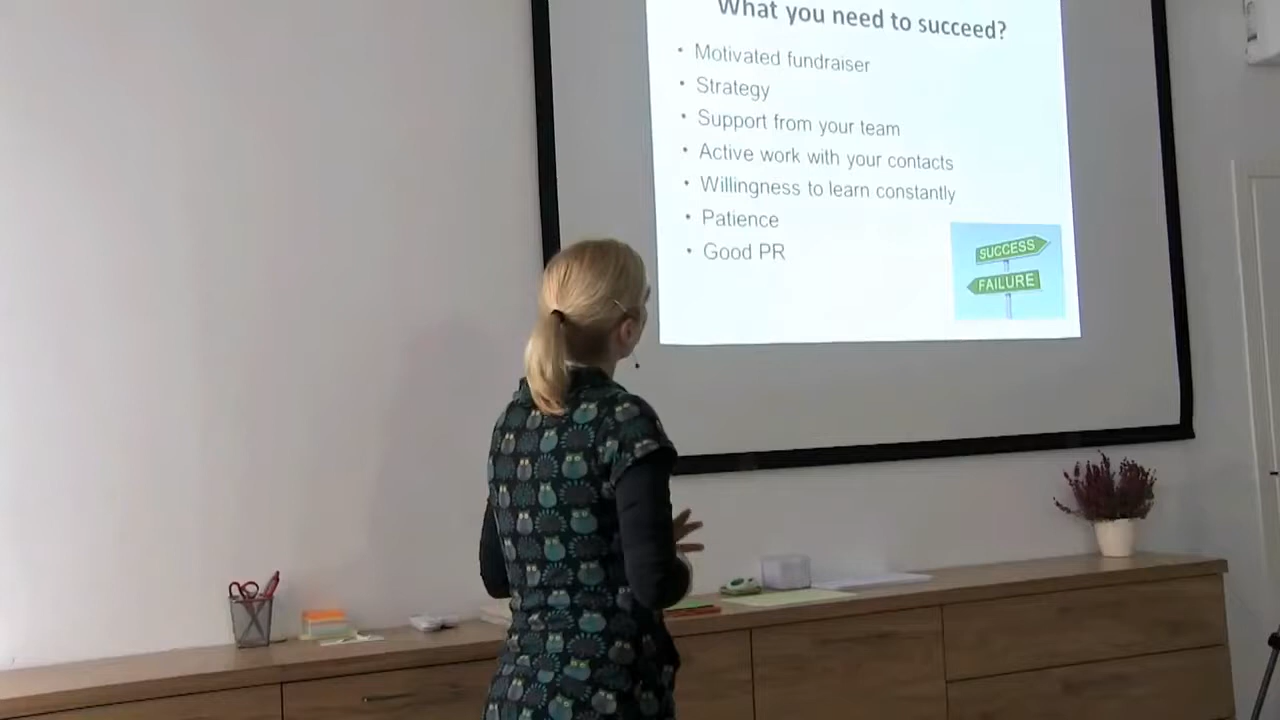 What you need to succeed?
• Motivated fundraiser
• Strategy
• Support from your team
• Active work with your contacts
• Willingness to learn constantly
• Patience
• Good PR
SUCCESS
FAILURE